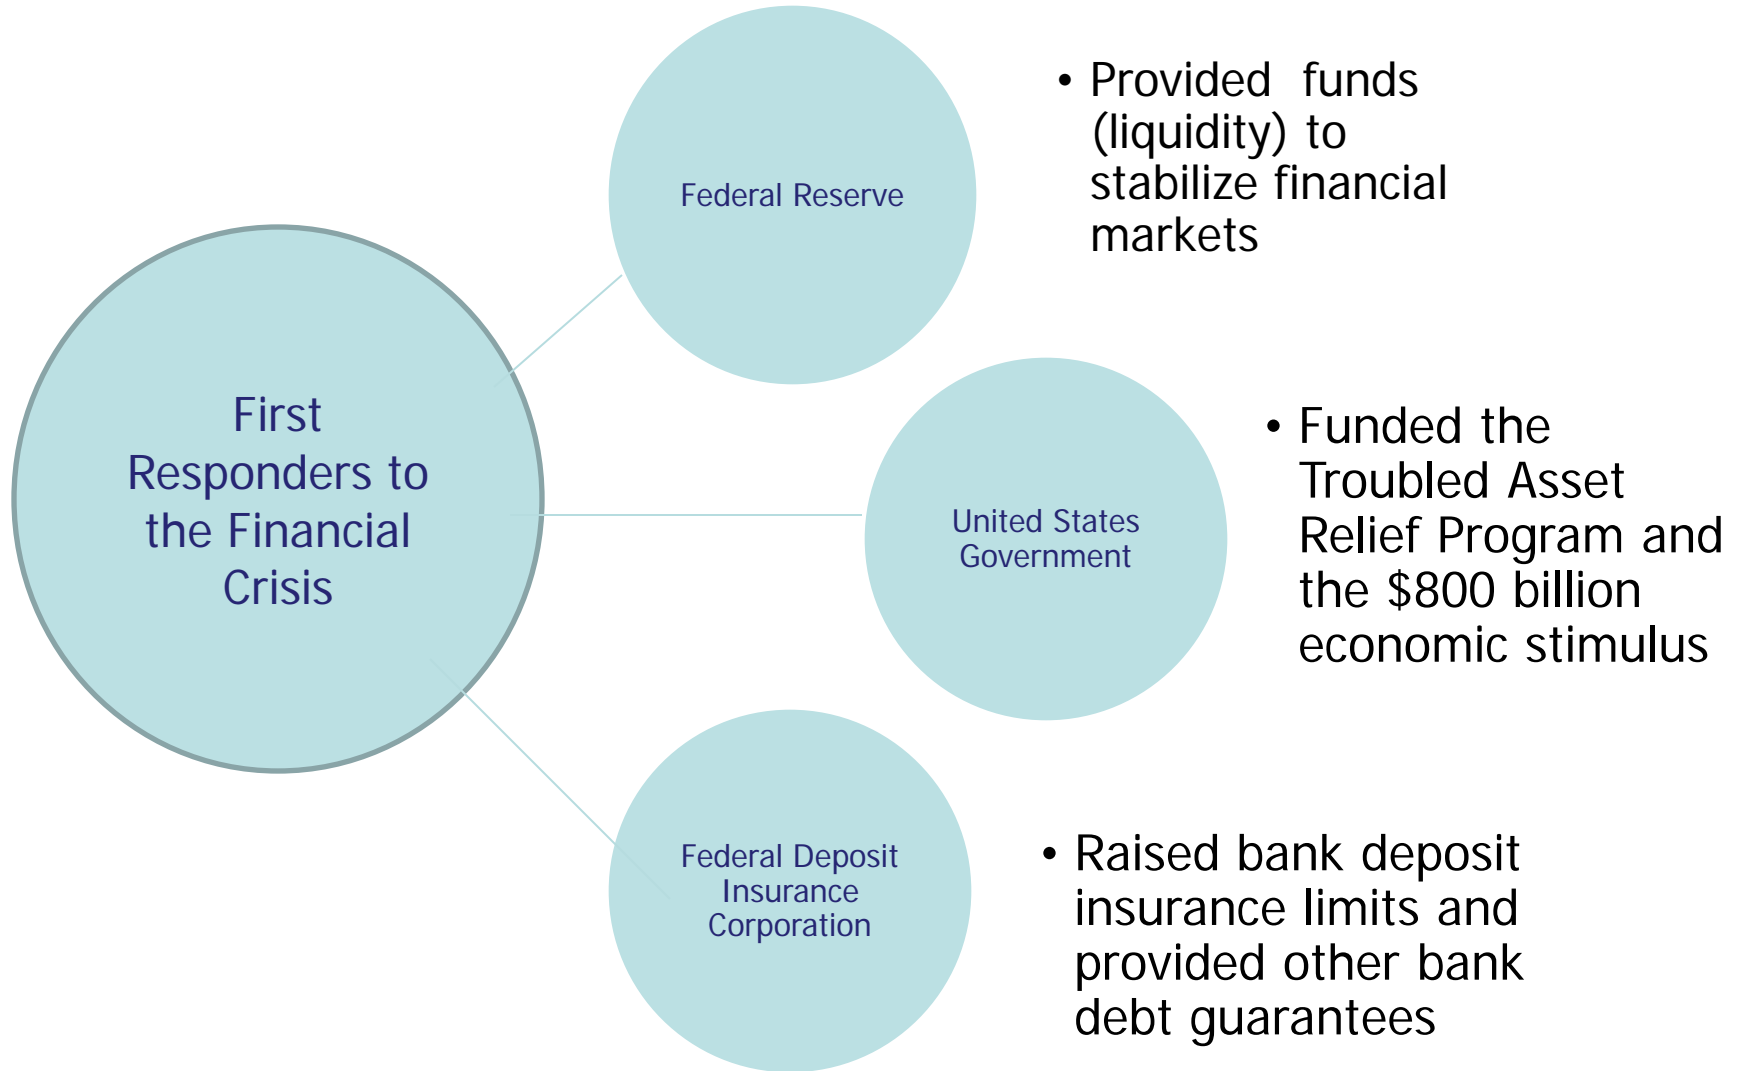 First
Responders to
the Financial
Crisis
Federal Reserve
• Provided funds
(liquidity) to
stabilize financial
markets
United States
Government
• Funded the
Troubled Asset
Relief Program and
the $800 billion
economic stimulus
Federal Deposit
Insurance
Corporation
• Raised bank deposit
insurance limits and
provided other bank
debt guarantees